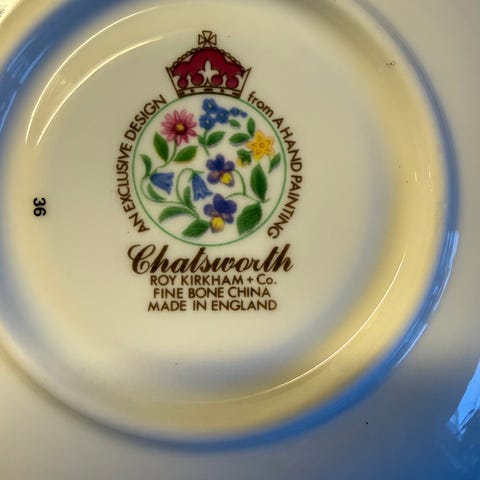 AN EXCLUSIVE DESIGN from A HAND PAINTING
Chatsworth
ROY KIRKHAM + Co.
FINE BONE CHINA
MADE IN ENGLAND
36